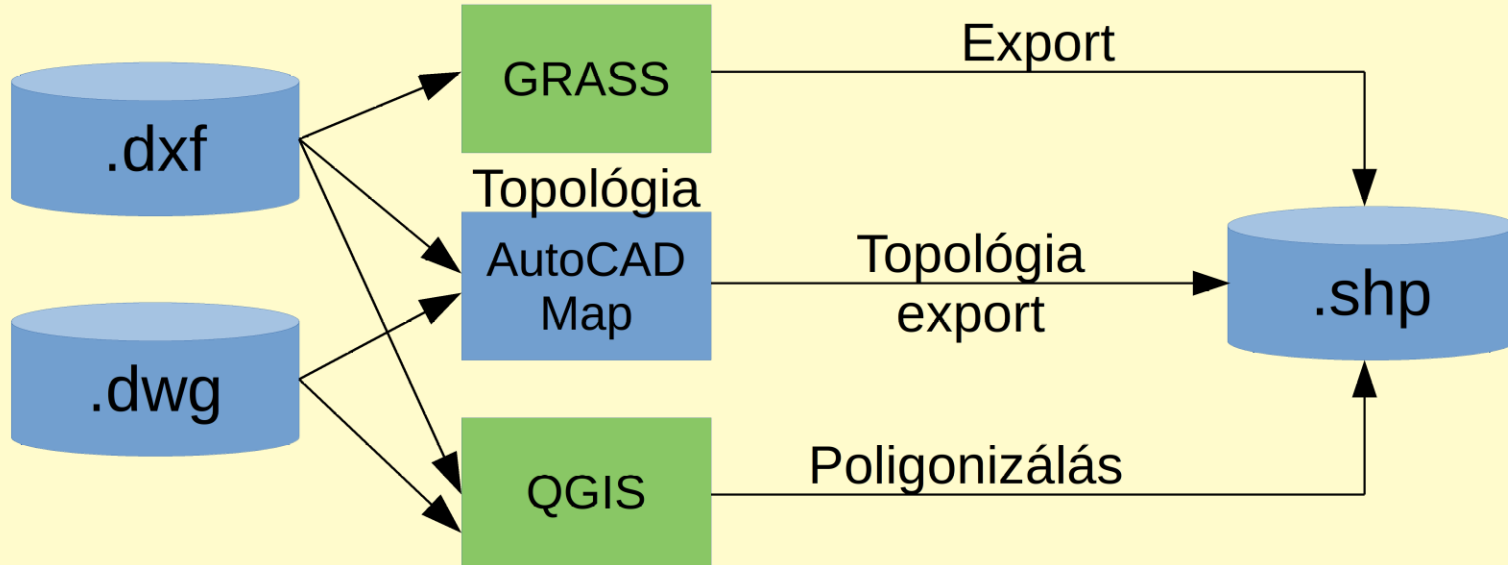 .dxf
.dwg
GRASS
Topológia
AutoCAD
Map
QGIS
Export
Topológia
export
Poligonizálás
.shp